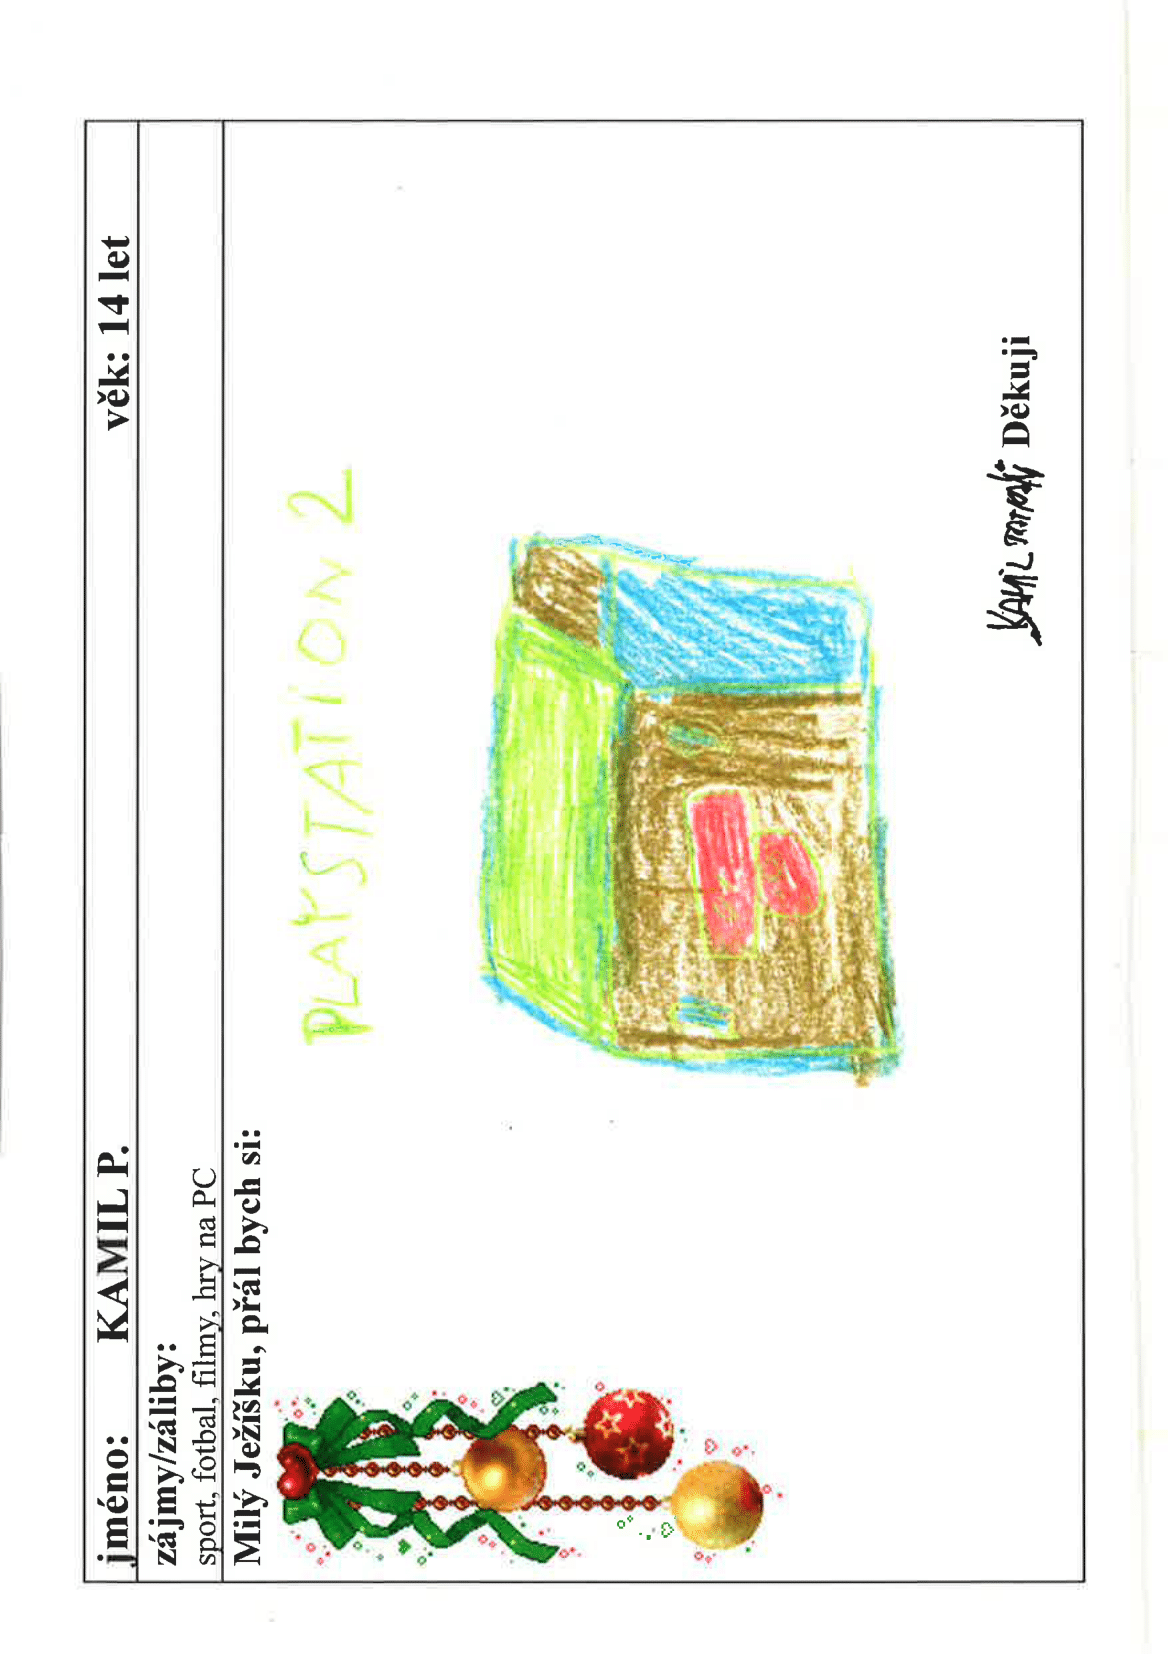 jméno: KAMIL P. věk: 14 let
zájmy/záliby:
sport, fotbal, filmy, hry na PC
Milý Ježíšku, přál bych si:
PLAYSTATION 2
KAMIL Děkuji